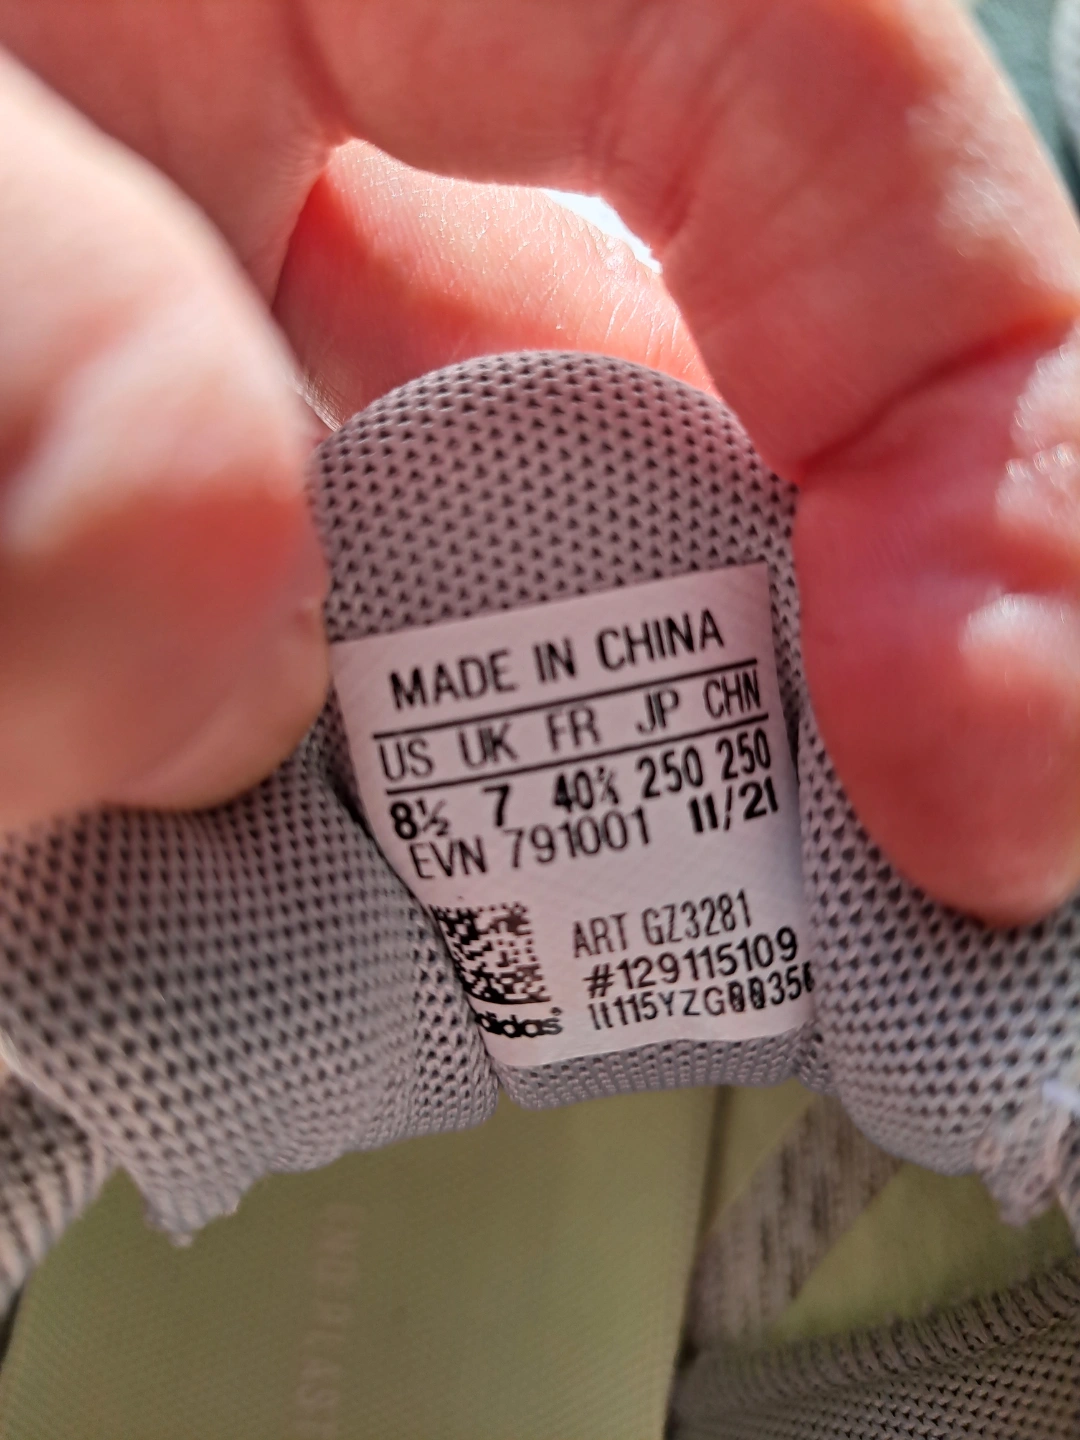 MADE IN CHINA
US UK FR JP CHN
8½ 7 40⅔ 250 250
EVN 791001 11/21
ART GZ3281
#129115109
adidas